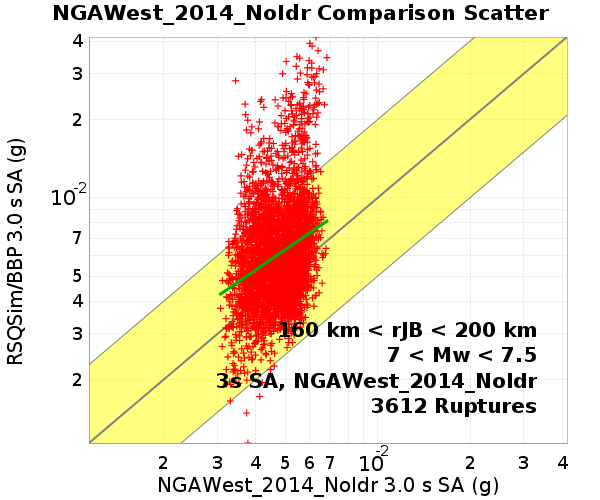 NGAWest_2014_NoIdr Comparison Scatter
RSQSim/BBP 3.0 s SA (g)
4
3
2
10-2
7
5
4
3
2
160 km < rJB < 200 km
7 < Mw < 7.5
3s SA, NGAWest_2014_NoIdr
3612 Ruptures
2 3 4 5 6 7 10-2 2 3 4
NGAWest_2014_NoIdr 3.0 s SA (g)